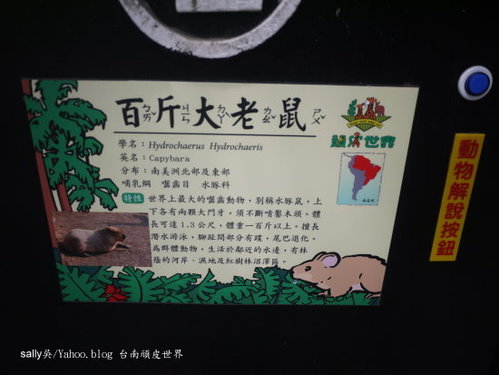 百斤大老鼠
ㄅㄞˇ ㄐㄧㄣ ㄉㄚˋ ㄌㄠˇ ㄕㄨˇ
頑皮世界
學名：Hydrochaerus Hydrochaeris
英名：Capybara
分布：南美洲北部及東部
哺乳綱 囓齒目 水豚科
特性 世界上最大的囓齒動物，別稱水豚鼠，上
下各有兩顆大門牙，須不斷啃嚙木頭，體
長可達1.3公尺，體重一百斤以上。擅長
潛水游泳，腳趾間部分有蹼，尾巴退化。
為群體動物，生活於鄰近的水邊，有林
蔭的河岸、濕地及紅樹林沼澤區。
動物解說按鈕
sally吳/Yahoo.blog 台南頑皮世界